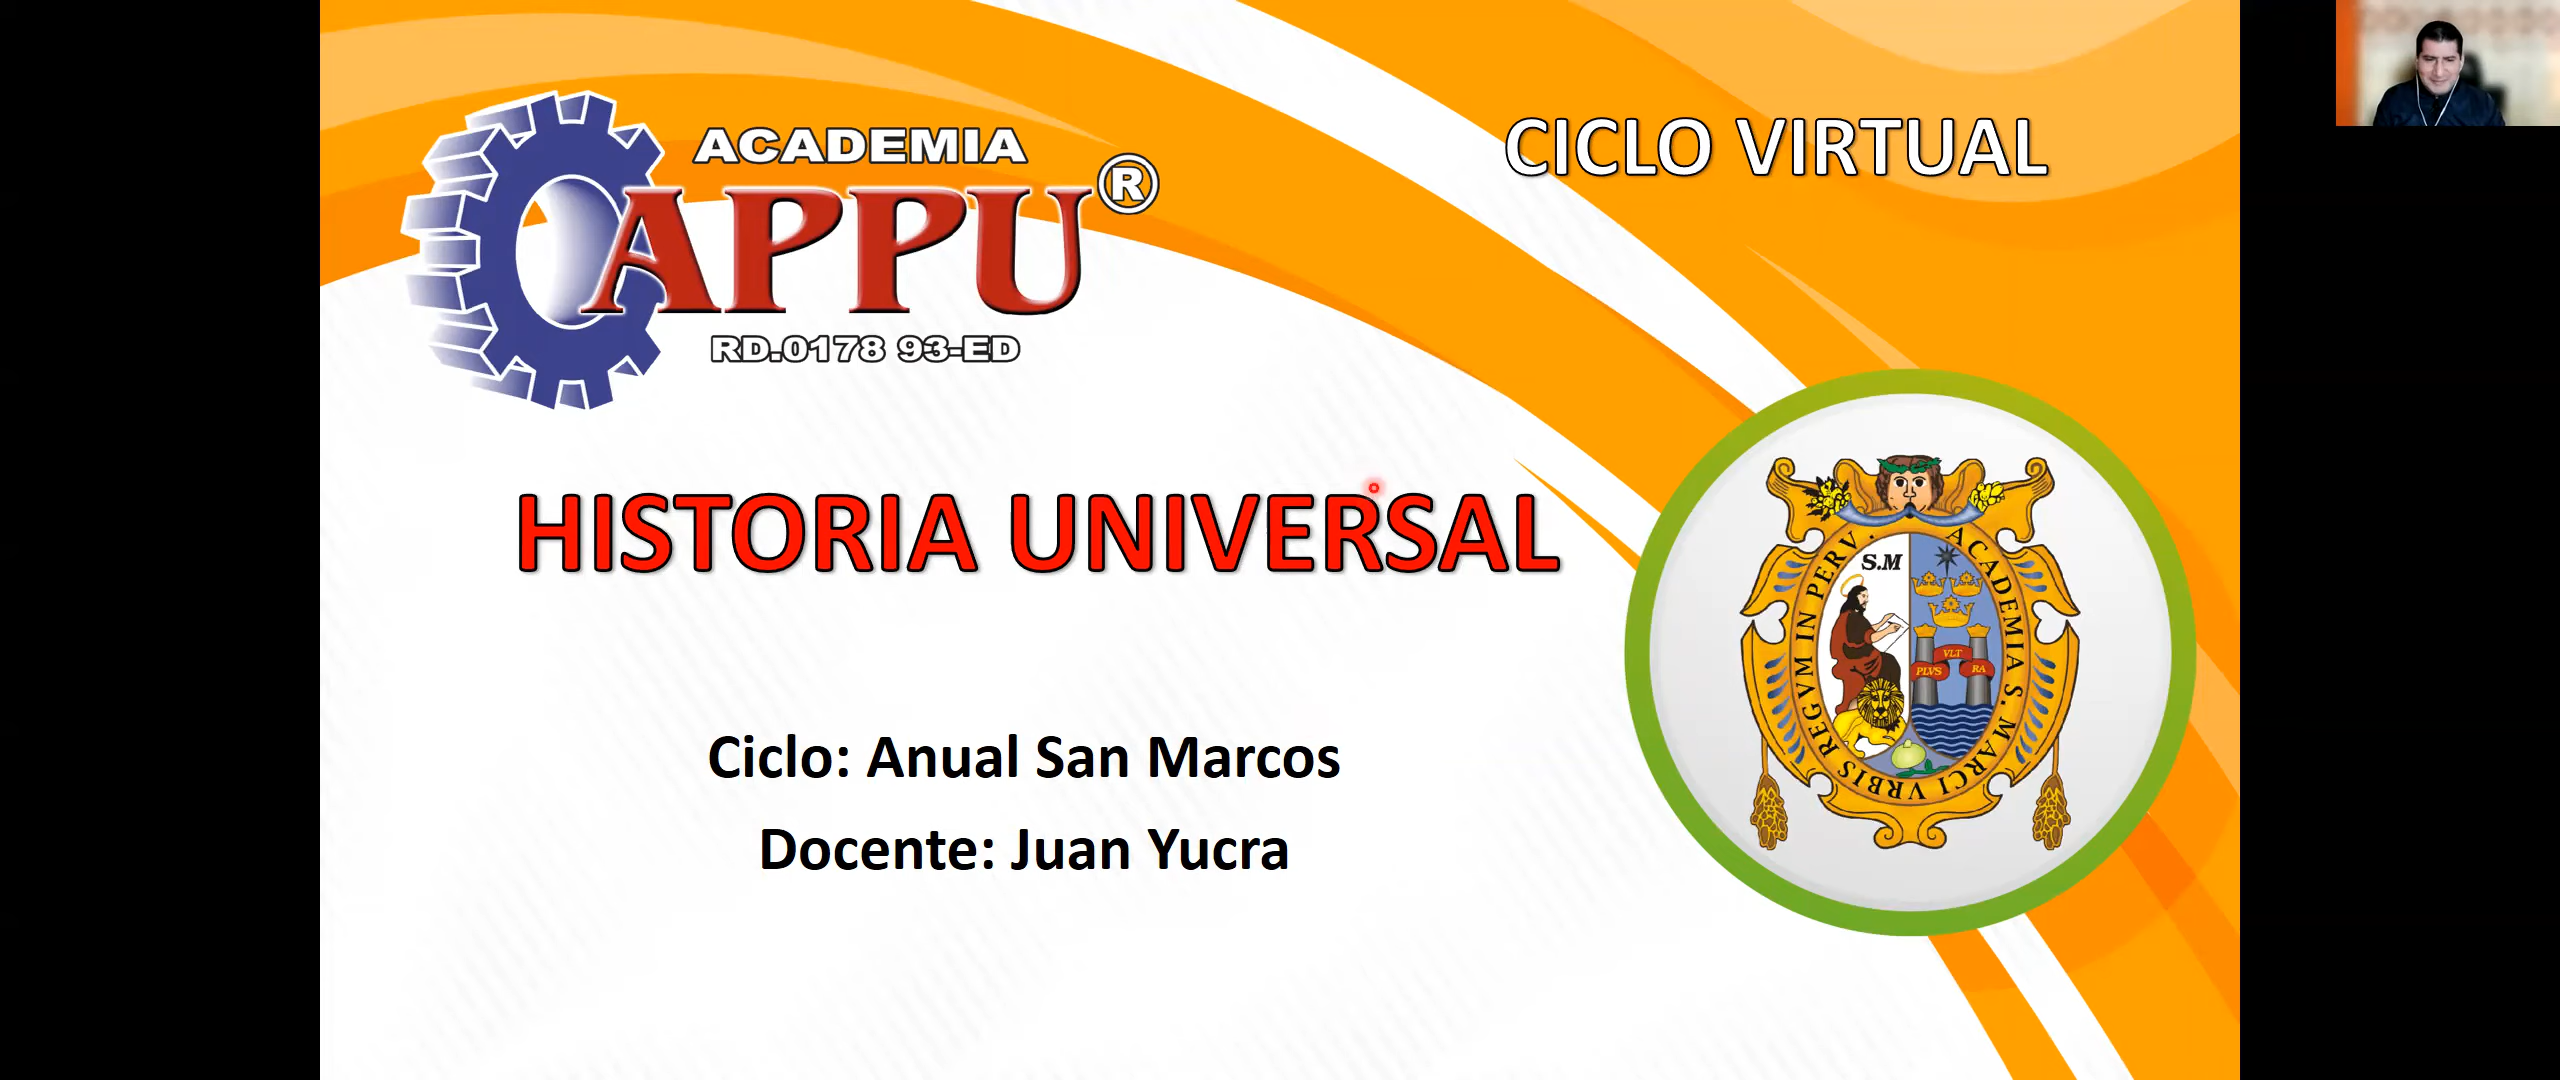 ACADEMIA
APPU®
RD.0178 93-ED
CICLO VIRTUAL
HISTORIA UNIVERSAL
Ciclo: Anual San Marcos
Docente: Juan Yucra
ACADEMIA S. MARCI VRBIS REGVM IN PERV.
S.M
PLVS VLT RA